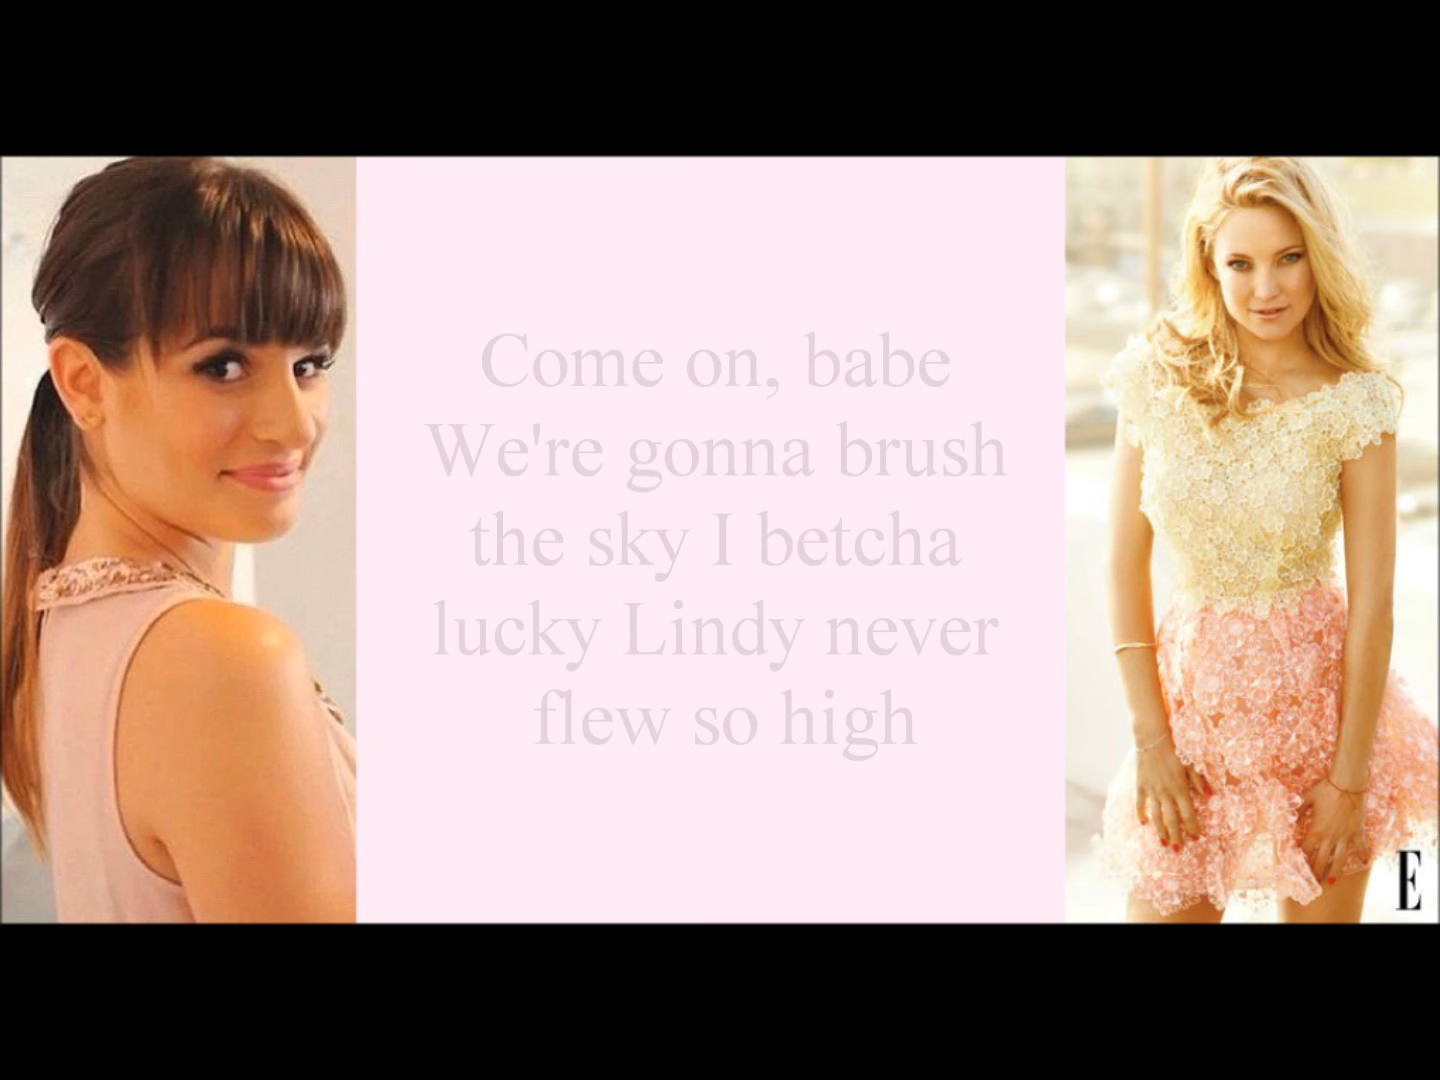 Come on, babe
We're gonna brush
the sky I betcha
lucky Lindy never
flew so high
E